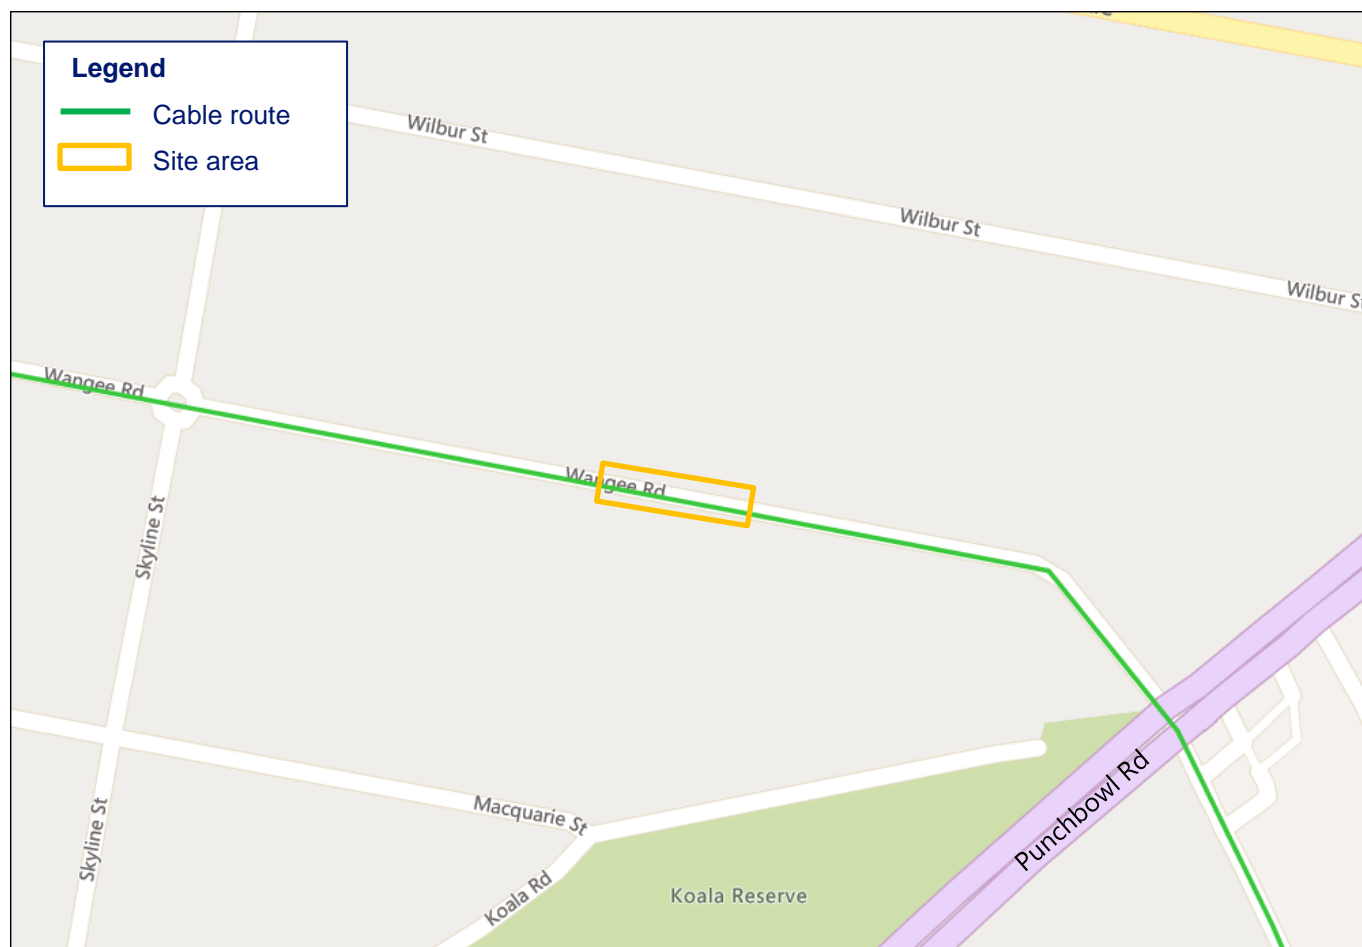 Legend
Cable route
Site area
Wilbur St
Wilbur St
Wilbur St
Wangee Rd
Wangee Rd
Skyline St
Skyline St
Macquarie St
Koala Rd
Koala Reserve
Punchbowl Rd